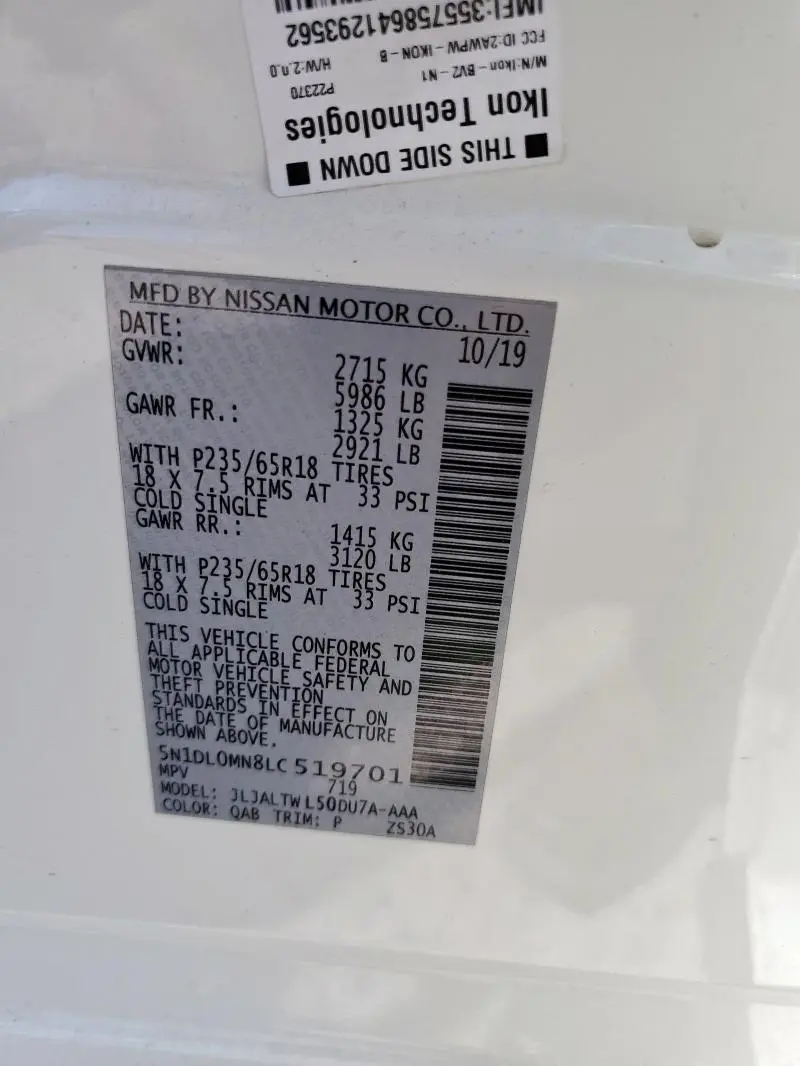 ■ THIS SIDE DOWN ■
Ikon Technologies
P22370
M/N:Ikon-BV2-N1
H/W:2.0.0
FCC ID:2AWPW-IKON-B
IMEI:355758641293562
MFD BY NISSAN MOTOR CO., LTD.
DATE: 10/19
GVWR: 2715 KG
5986 LB
GAWR FR.: 1325 KG
2921 LB
WITH P235/65R18 TIRES
18 X 7.5 RIMS AT 33 PSI
COLD SINGLE
GAWR RR.: 1415 KG
3120 LB
WITH P235/65R18 TIRES
18 X 7.5 RIMS AT 33 PSI
COLD SINGLE
THIS VEHICLE CONFORMS TO
ALL APPLICABLE FEDERAL
MOTOR VEHICLE SAFETY AND
THEFT PREVENTION
STANDARDS IN EFFECT ON
THE DATE OF MANUFACTURE
SHOWN ABOVE.
5N1DL0MN8LC 519701
MPV 719
MODEL: JLJALTWL50DU7A-AAA
COLOR: QAB TRIM: P ZS30A